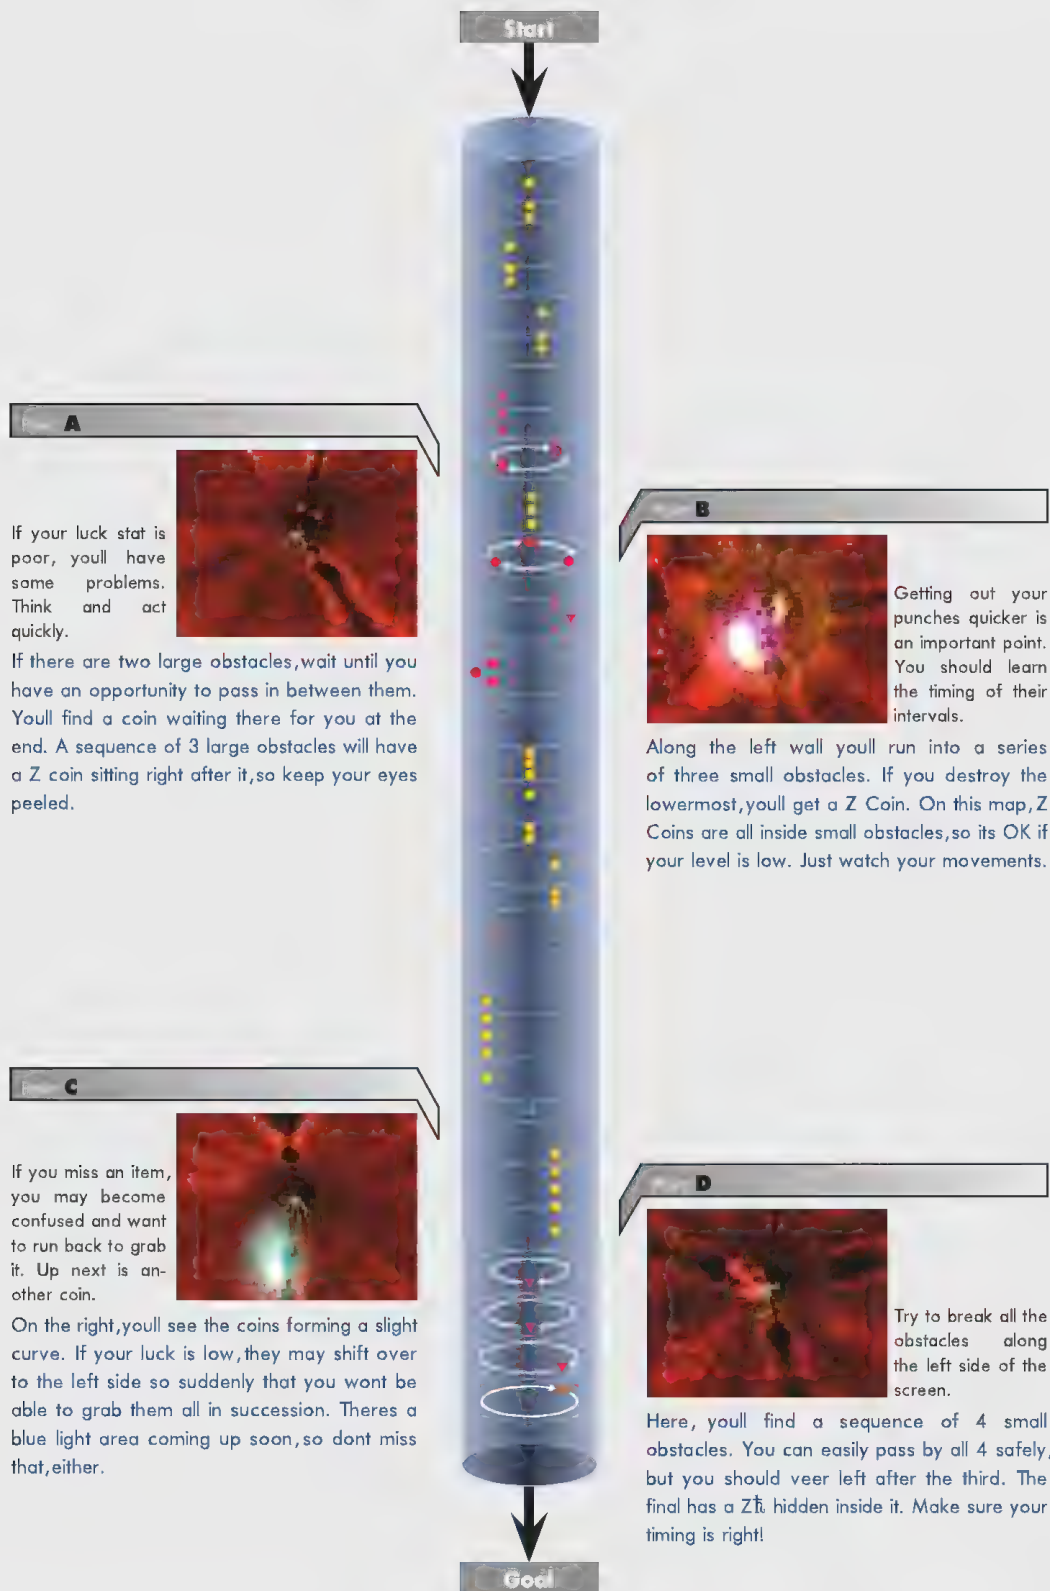 Start
A
If your luck stat is
poor, youll have
some problems.
Think and act
quickly.
If there are two large obstacles,wait until you
have an opportunity to pass in between them.
Youll find a coin waiting there for you at the
end. A sequence of 3 large obstacles will have
a Z coin sitting right after it,so keep your eyes
peeled.
B
Getting out your
punches quicker is
an important point.
You should learn
the timing of their
intervals.
Along the left wall youll run into a series
of three small obstacles. If you destroy the
lowermost,youll get a Z Coin. On this map,Z
Coins are all inside small obstacles,so its OK if
your level is low. Just watch your movements.
C
If you miss an item,
you may become
confused and want
to run back to grab
it. Up next is an-
other coin.
On the right,youll see the coins forming a slight
curve. If your luck is low,they may shift over
to the left side so suddenly that you wont be
able to grab them all in succession. Theres a
blue light area coming up soon,so dont miss
that,either.
D
Try to break all the
obstacles along
the left side of the
screen.
Here, youll find a sequence of 4 small
obstacles. You can easily pass by all 4 safely,
but you should veer left after the third. The
final has a Z hidden inside it. Make sure your
timing is right!
Goal